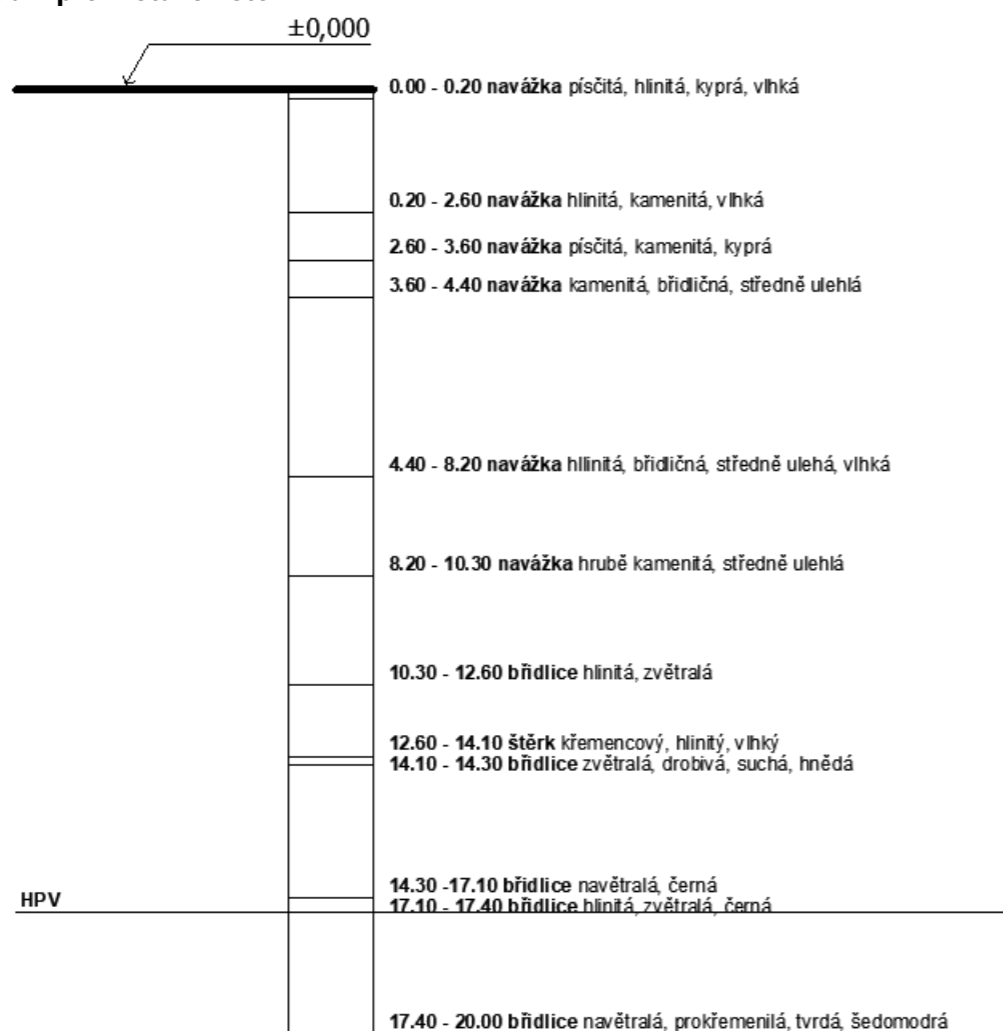 ±0,000
0.00 - 0.20 navážka písčitá, hlinitá, kyprá, vlhká
0.20 - 2.60 navážka hlinitá, kamenitá, vlhká
2.60 - 3.60 navážka písčitá, kamenitá, kyprá
3.60 - 4.40 navážka kamenitá, břidličná, středně ulehlá
4.40 - 8.20 navážka hllinitá, břidličná, středně ulehá, vlhká
8.20 - 10.30 navážka hrubě kamenitá, středně ulehlá
10.30 - 12.60 břidlice hlinitá, zvětralá
12.60 - 14.10 štěrk křemencový, hlinitý, vlhký
14.10 - 14.30 břidlice zvětralá, drobivá, suchá, hnědá
14.30 -17.10 břidlice navětralá, černá
HPV
17.10 - 17.40 břidlice hlinitá, zvětralá, černá
17.40 - 20.00 břidlice navětralá, prokřemenilá, tvrdá, šedomodrá